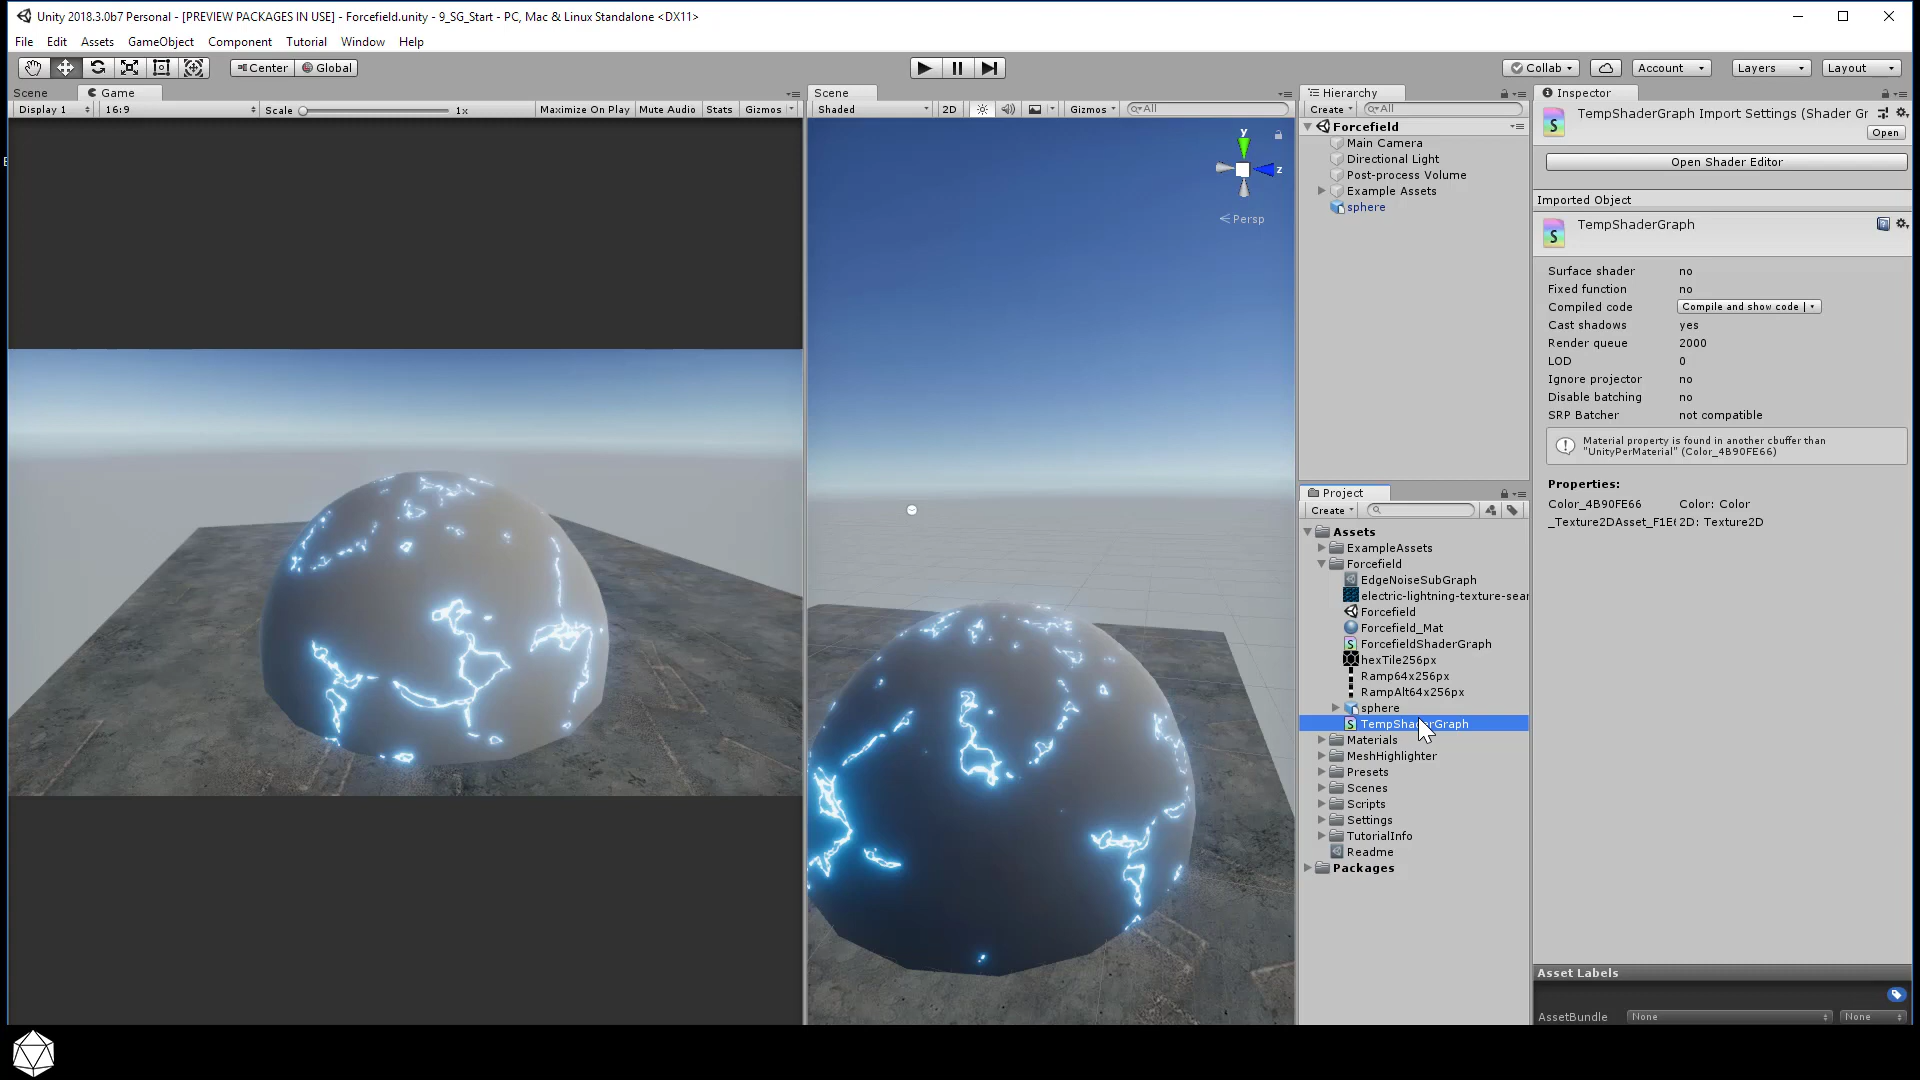 Unity 2018.3.0b7 Personal - [PREVIEW PACKAGES IN USE] - Forcefield.unity - 9_SG_Start - PC, Mac & Linux Standalone <DX11>
File Edit Assets GameObject Component Tutorial Window Help
Center Global Collab Account Layers Layout
Scene Game
Display 1 16:9 Scale 1x Maximize On Play Mute Audio Stats Gizmos
Scene
Shaded 2D Gizmos All
y
z
Persp
Hierarchy
Create All
Forcefield
Main Camera
Directional Light
Post-process Volume
Example Assets
sphere
Project
Create
Assets
ExampleAssets
Forcefield
EdgeNoiseSubGraph
electric-lightning-texture-sear
Forcefield
Forcefield_Mat
ForcefieldShaderGraph
hexTile256px
Ramp64x256px
RampAlt64x256px
sphere
TempShaderGraph
Materials
MeshHighlighter
Presets
Scenes
Scripts
Settings
TutorialInfo
Readme
Packages
Inspector
TempShaderGraph Import Settings (Shader Gr
Open
Open Shader Editor
Imported Object
TempShaderGraph
Surface shader no
Fixed function no
Compiled code Compile and show code
Cast shadows yes
Render queue 2000
LOD 0
Ignore projector no
Disable batching no
SRP Batcher not compatible
Material property is found in another cbuffer than
"UnityPerMaterial" (Color_4B90FE66)
Properties:
Color_4B90FE66 Color: Color
_Texture2DAsset_F1E6 2D: Texture2D
Asset Labels
AssetBundle None None